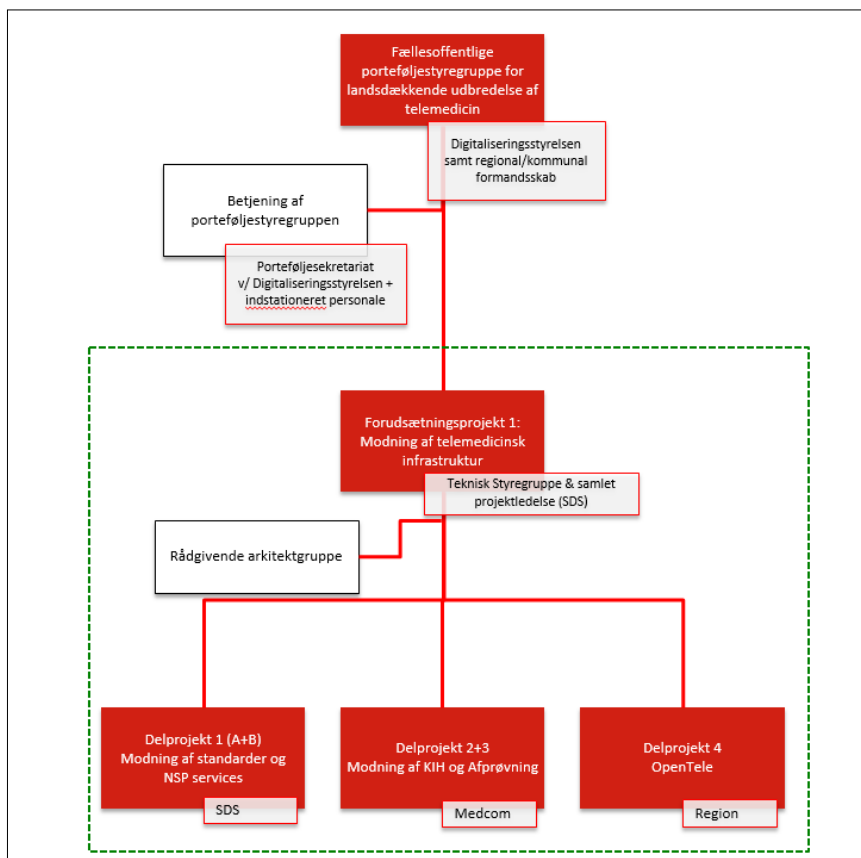 Fællesoffentlige
porteføljestyregruppe for
landsdækkende udbredelse af
telemedicin
Digitaliseringsstyrelsen
samt regional/kommunal
formandsskab
Betjening af
porteføljestyregruppen
Porteføljesekretariat
v/ Digitaliseringsstyrelsen +
indstationeret personale
Forudsætningsprojekt 1:
Modning af telemedicinsk
infrastruktur
Teknisk Styregruppe & samlet
projektledelse (SDS)
Rådgivende arkitektgruppe
Delprojekt 1 (A+B)
Modning af standarder og
NSP services
SDS
Delprojekt 2+3
Modning af KIH og Afprøvning
Medcom
Delprojekt 4
OpenTele
Region